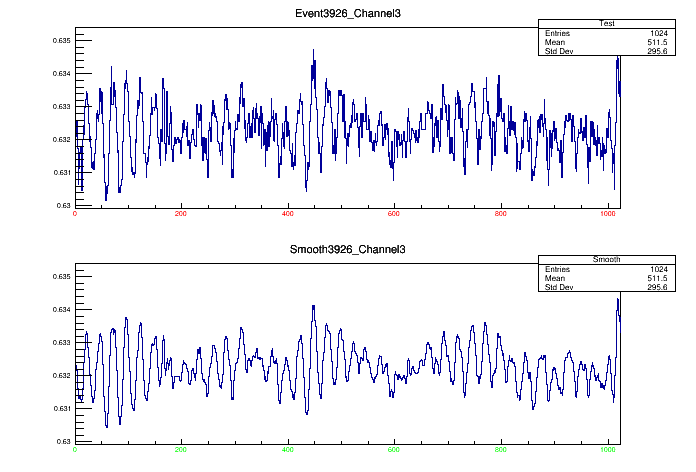 Event3926_Channel3
Test
Entries 1024
Mean 511.5
Std Dev 295.6
0.635
0.634
0.633
0.632
0.631
0.63
0 200 400 600 800 1000
Smooth3926_Channel3
Smooth
Entries 1024
Mean 511.5
Std Dev 295.6
0.635
0.634
0.633
0.632
0.631
0.63
0 200 400 600 800 1000